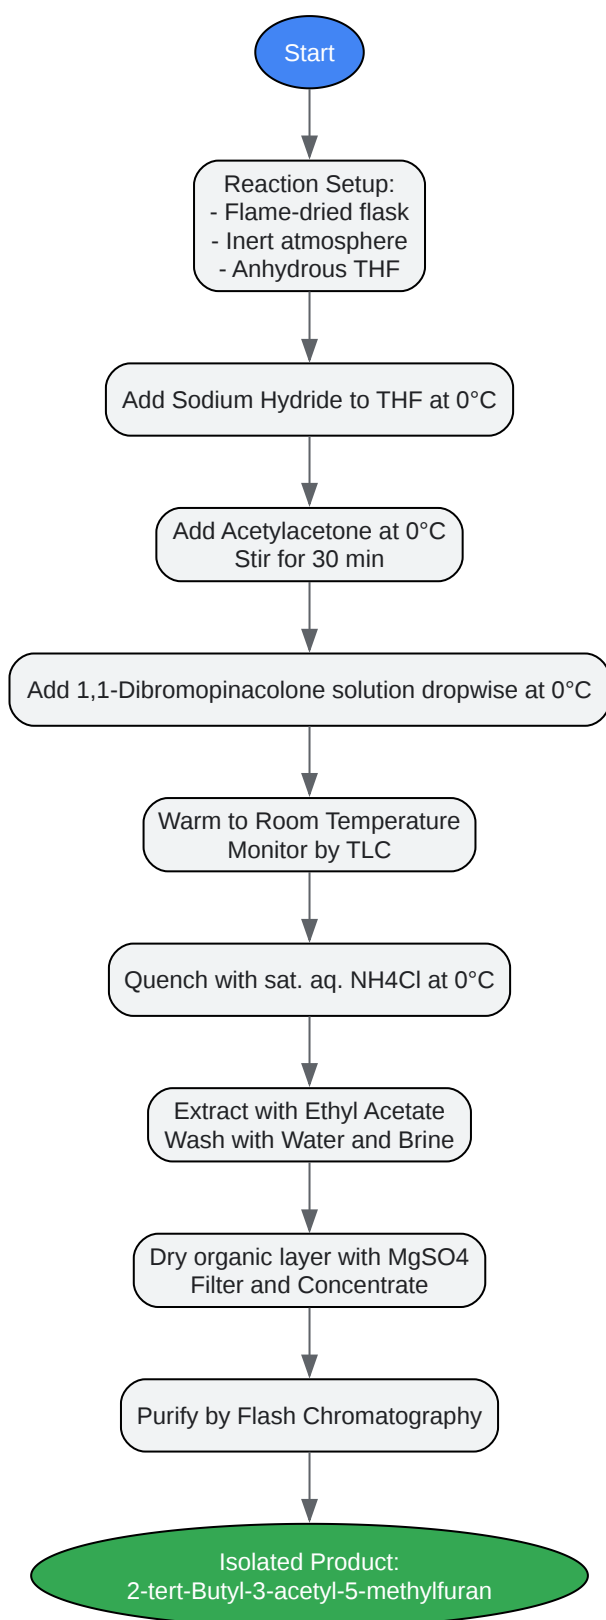 Start
Reaction Setup:
- Flame-dried flask
- Inert atmosphere
- Anhydrous THF
Add Sodium Hydride to THF at 0°C
Add Acetylacetone at 0°C
Stir for 30 min
Add 1,1-Dibromopinacolone solution dropwise at 0°C
Warm to Room Temperature
Monitor by TLC
Quench with sat. aq. NH4Cl at 0°C
Extract with Ethyl Acetate
Wash with Water and Brine
Dry organic layer with MgSO4
Filter and Concentrate
Purify by Flash Chromatography
Isolated Product:
2-tert-Butyl-3-acetyl-5-methylfuran